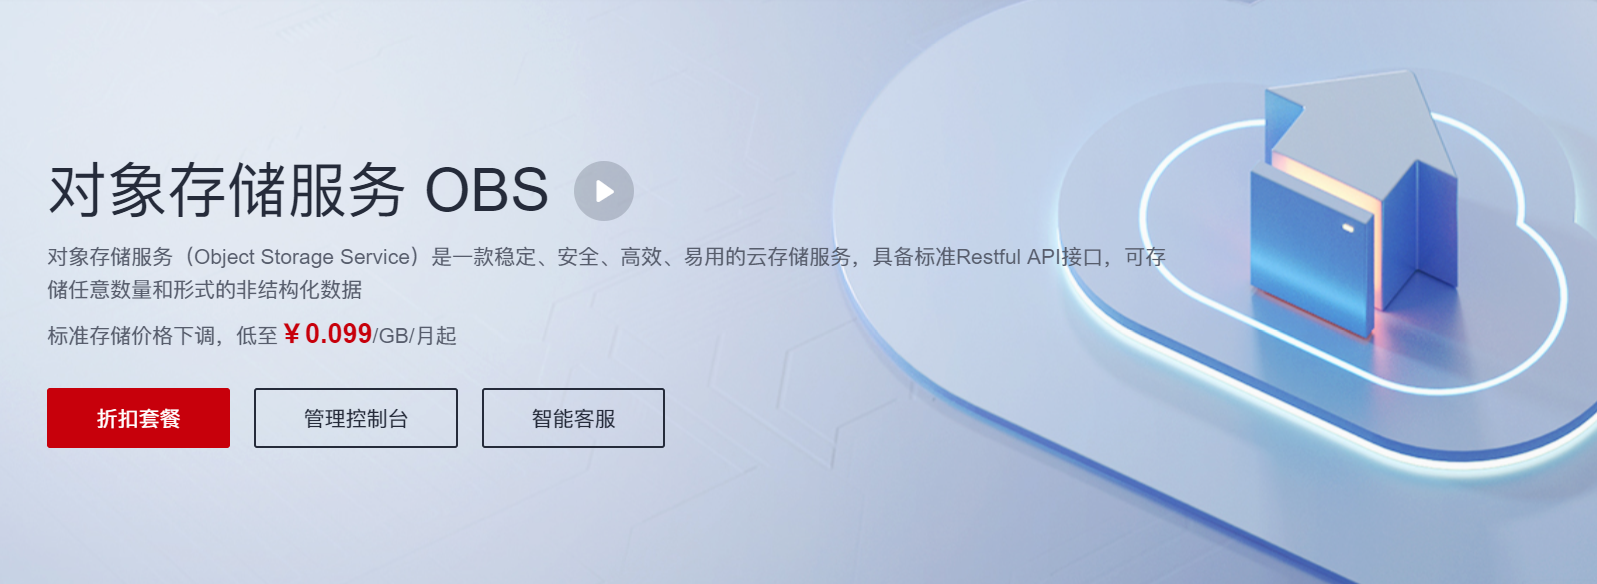 对象存储服务 OBS
对象存储服务（Object Storage Service）是一款稳定、安全、高效、易用的云存储服务，具备标准Restful API接口，可存
储任意数量和形式的非结构化数据
标准存储价格下调，低至 ¥ 0.099/GB/月起
折扣套餐
管理控制台
智能客服